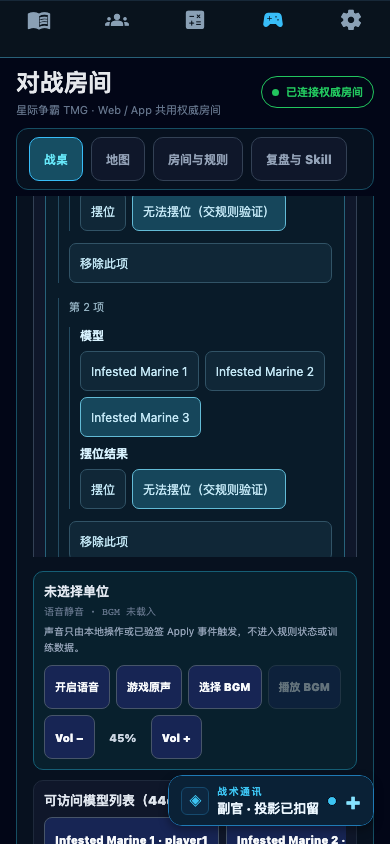 对战房间
已连接权威房间
星际争霸 TMG · Web / App 共用权威房间
战桌
地图
房间与规则
复盘与 Skill
摆位
无法摆位（交规则验证）
移除此项
第 2 项
模型
Infested Marine 1
Infested Marine 2
Infested Marine 3
摆位结果
摆位
无法摆位（交规则验证）
移除此项
未选择单位
语音静音 · BGM 未载入
声音只由本地操作或已验签 Apply 事件触发，不进入规则状态或训
练数据。
开启语音
游戏原声
选择 BGM
播放 BGM
Vol −
45%
Vol +
战术通讯
可访问模型列表（44
副官 · 投影已扣留
Infested Marine 1 · player1
Infested Marine 2 ·